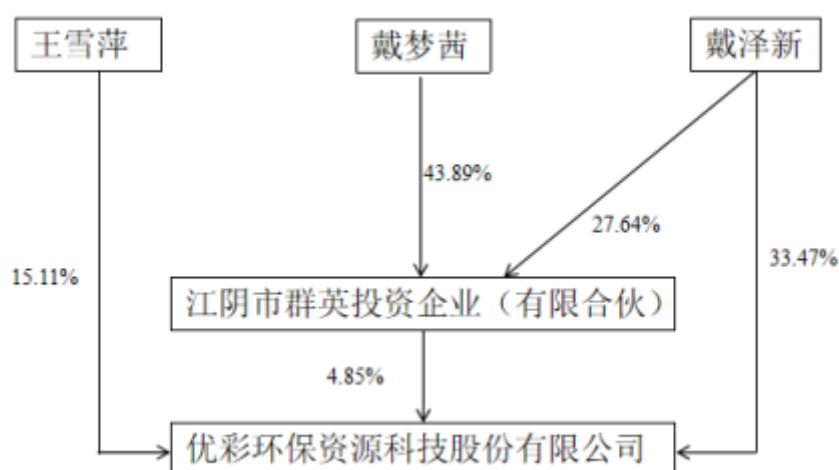 王雪萍
戴梦茜
戴泽新
43.89%
27.64%
15.11%
33.47%
江阴市群英投资企业（有限合伙）
4.85%
优彩环保资源科技股份有限公司